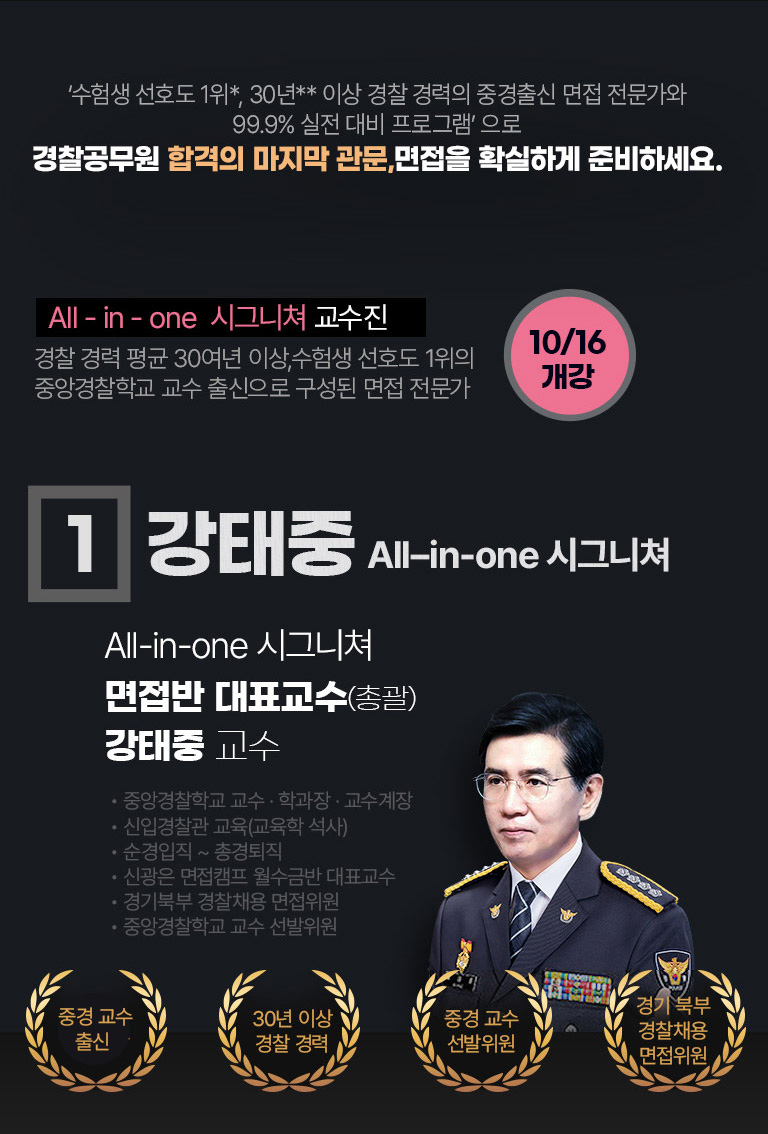 ‘수험생 선호도 1위*, 30년** 이상 경찰 경력의 중경출신 면접 전문가와
99.9% 실전 대비 프로그램’ 으로
경찰공무원 합격의 마지막 관문,면접을 확실하게 준비하세요.
All - in - one 시그니쳐 교수진
경찰 경력 평균 30여년 이상,수험생 선호도 1위의
중앙경찰학교 교수 출신으로 구성된 면접 전문가
10/16
개강
1 강태중 All–in-one 시그니쳐
All-in-one 시그니쳐
면접반 대표교수(총괄)
강태중 교수
• 중앙경찰학교 교수 · 학과장 · 교수계장
• 신입경찰관 교육(교육학 석사)
• 순경입직 ~ 총경퇴직
• 신광은 면접캠프 월수금반 대표교수
• 경기북부 경찰채용 면접위원
• 중앙경찰학교 교수 선발위원
중경 교수
출신
30년 이상
경찰 경력
중경 교수
선발위원
경기 북부
경찰채용
면접위원